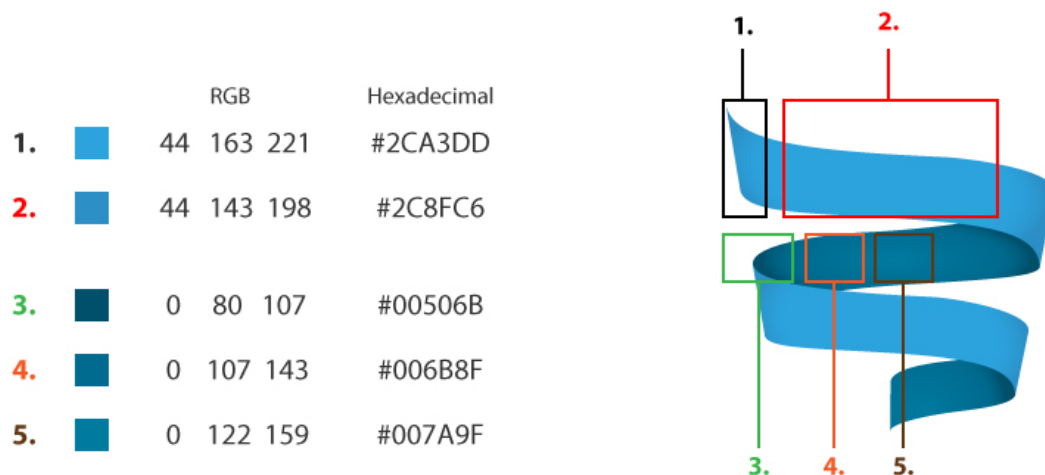 RGB Hexadecimal
1. 44 163 221 #2CA3DD
2. 44 143 198 #2C8FC6
3. 0 80 107 #00506B
4. 0 107 143 #006B8F
5. 0 122 159 #007A9F
1. 2.
3. 4. 5.